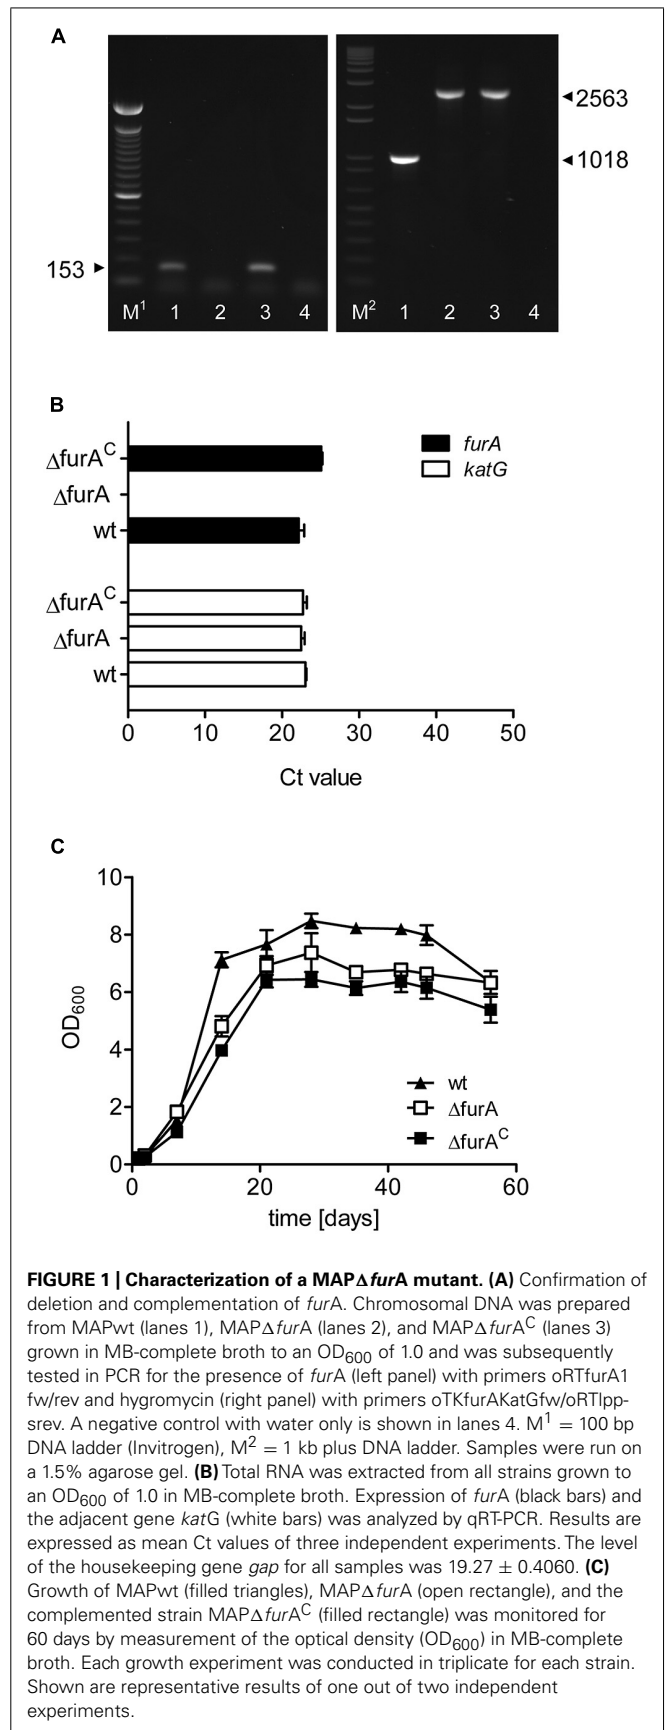 A
2563
1018
153
M1 1 2 3 4
M2 1 2 3 4
B
ΔfurAC
ΔfurA
wt
ΔfurAC
ΔfurA
wt
furA
katG
0 10 20 30 40 50
Ct value
C
10
8
6
4
2
0
OD600
wt
ΔfurA
ΔfurAC
0 20 40 60
time [days]
FIGURE 1 | Characterization of a MAPΔfurA mutant. (A) Confirmation of
deletion and complementation of furA. Chromosomal DNA was prepared
from MAPwt (lanes 1), MAPΔfurA (lanes 2), and MAPΔfurAC (lanes 3)
grown in MB-complete broth to an OD600 of 1.0 and was subsequently
tested in PCR for the presence of furA (left panel) with primers oRTfurA1
fw/rev and hygromycin (right panel) with primers oTKfurAKatGfw/oRTlpp-
srev. A negative control with water only is shown in lanes 4. M1 = 100 bp
DNA ladder (Invitrogen), M2 = 1 kb plus DNA ladder. Samples were run on
a 1.5% agarose gel. (B) Total RNA was extracted from all strains grown to
an OD600 of 1.0 in MB-complete broth. Expression of furA (black bars) and
the adjacent gene katG (white bars) was analyzed by qRT-PCR. Results are
expressed as mean Ct values of three independent experiments. The level
of the housekeeping gene gap for all samples was 19.27 ± 0.4060. (C)
Growth of MAPwt (filled triangles), MAPΔfurA (open rectangle), and the
complemented strain MAPΔfurAC (filled rectangle) was monitored for
60 days by measurement of the optical density (OD600) in MB-complete
broth. Each growth experiment was conducted in triplicate for each strain.
Shown are representative results of one out of two independent
experiments.